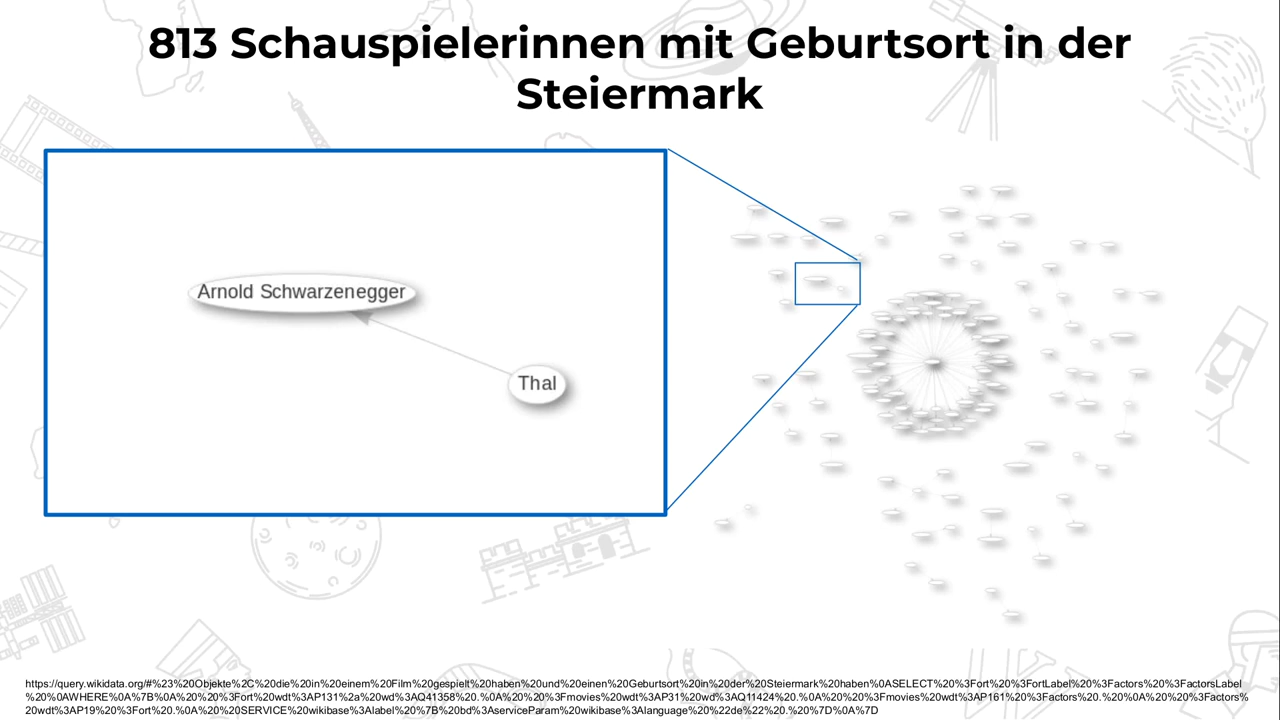 813 Schauspielerinnen mit Geburtsort in der
Steiermark
Arnold Schwarzenegger
Thal
https://query.wikidata.org/#%23%20Objekte%2C%20die%20in%20einem%20Film%20gespielt%20haben%20und%20einen%20Geburtsort%20in%20der%20Steiermark%20haben%0ASELECT%20%3Fort%20%3FortLabel%20%3Factors%20%3FactorsLabel
%20%0AWHERE%0A%7B%0A%20%20%3Fort%20wdt%3AP131%2a%20wd%3AQ41358%20.%0A%20%20%3Fmovies%20wdt%3AP31%20wd%3AQ11424%20.%0A%20%20%3Fmovies%20wdt%3AP161%20%3Factors%20.%20%0A%20%20%3Factors%
20wdt%3AP19%20%3Fort%20.%0A%20%20SERVICE%20wikibase%3Alabel%20%7B%20bd%3AserviceParam%20wikibase%3Alanguage%20%22de%22%20.%20%7D%0A%7D